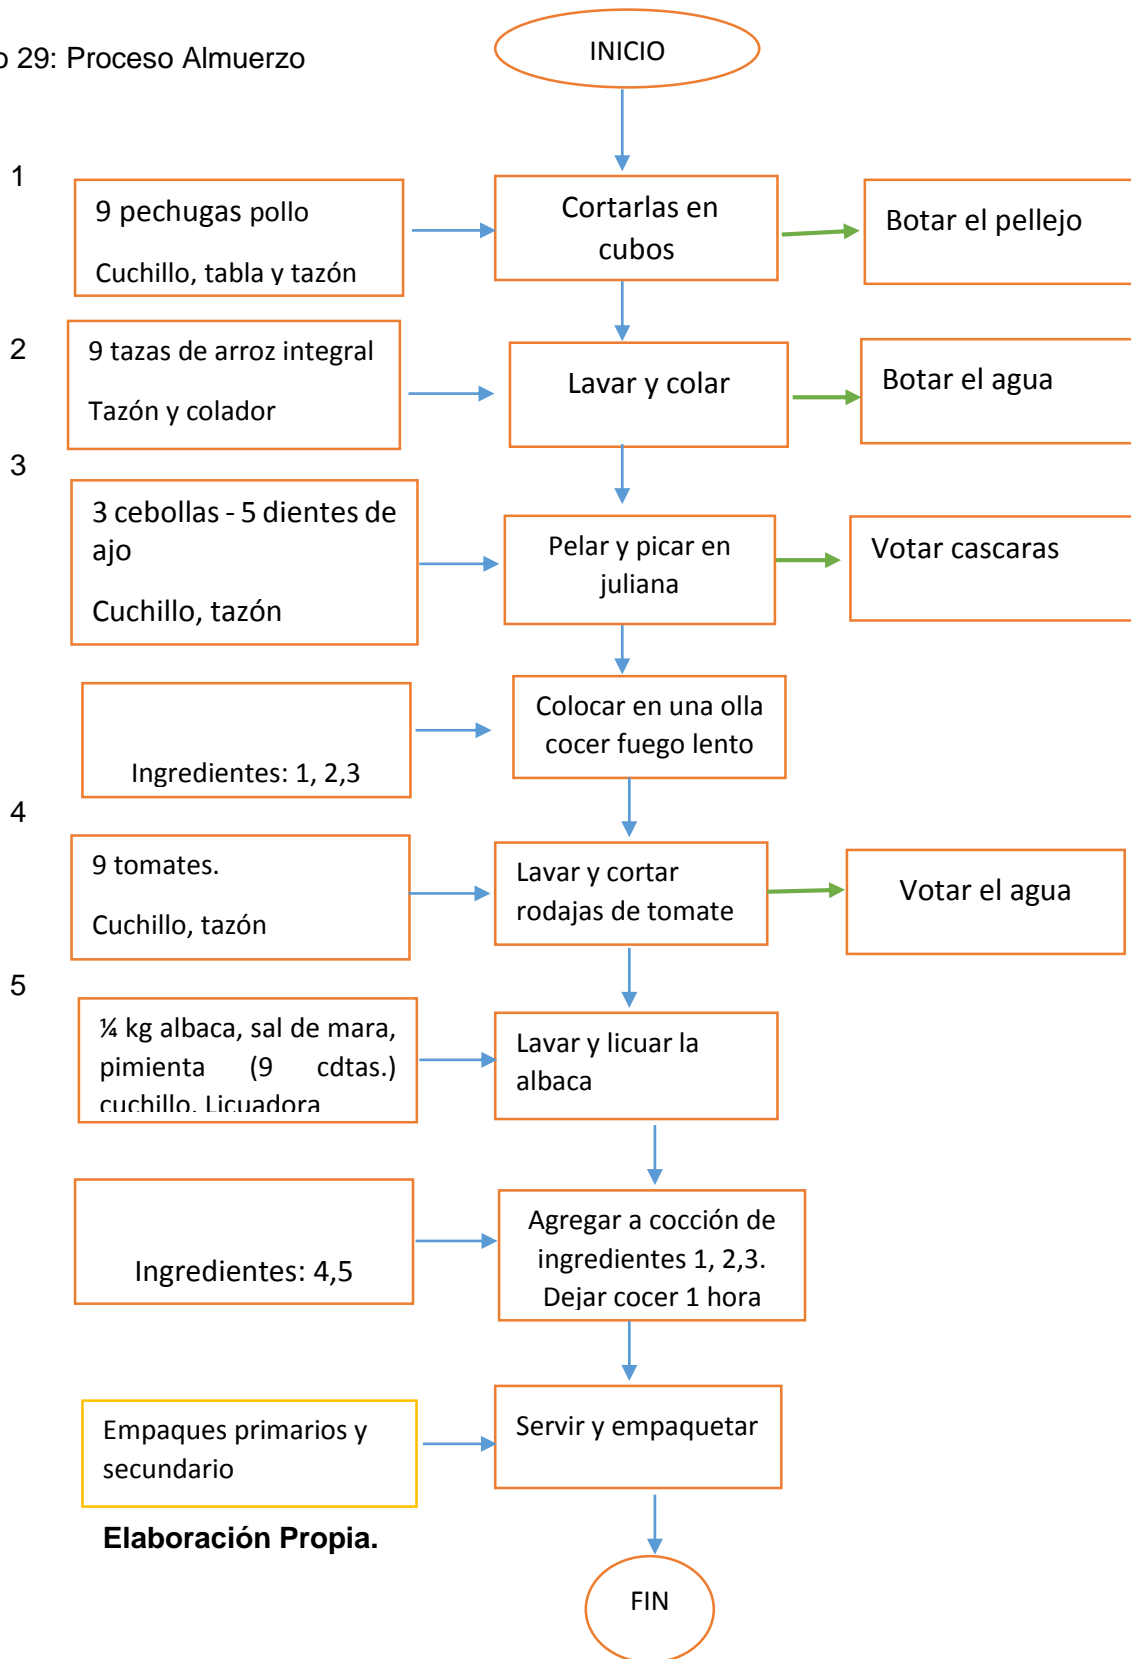 INICIO
o 29: Proceso Almuerzo
1
9 pechugas pollo
Cuchillo, tabla y tazón
Cortarlas en
cubos
Botar el pellejo
2
9 tazas de arroz integral
Tazón y colador
Lavar y colar
Botar el agua
3
3 cebollas - 5 dientes de
ajo
Cuchillo, tazón
Pelar y picar en
juliana
Votar cascaras
Ingredientes: 1, 2,3
Colocar en una olla
cocer fuego lento
4
9 tomates.
Cuchillo, tazón
Lavar y cortar
rodajas de tomate
Votar el agua
5
¼ kg albaca, sal de mara,
pimienta (9 cdtas.)
cuchillo. Licuadora
Lavar y licuar la
albaca
Ingredientes: 4,5
Agregar a cocción de
ingredientes 1, 2,3.
Dejar cocer 1 hora
Empaques primarios y
secundario
Servir y empaquetar
Elaboración Propia.
FIN